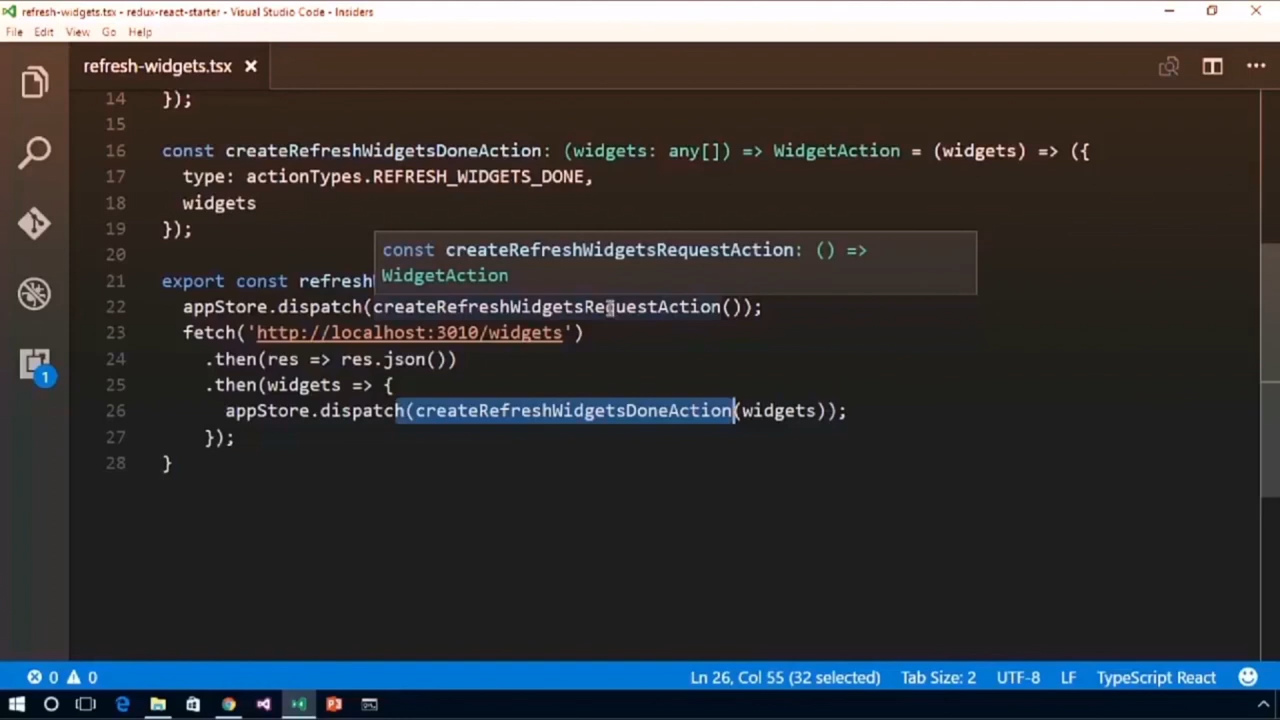 refresh-widgets.tsx - redux-react-starter - Visual Studio Code - Insiders
File Edit View Go Help
refresh-widgets.tsx
14 });
15
16 const createRefreshWidgetsDoneAction: (widgets: any[]) => WidgetAction = (widgets) => ({
17 type: actionTypes.REFRESH_WIDGETS_DONE,
18 widgets
19 });
20
const createRefreshWidgetsRequestAction: () =>
WidgetAction
21 export const refresh
22 appStore.dispatch(createRefreshWidgetsRequestAction());
23 fetch('http://localhost:3010/widgets')
24 .then(res => res.json())
25 .then(widgets => {
26 appStore.dispatch(createRefreshWidgetsDoneAction(widgets));
27 });
28 }
1
0 0 Ln 26, Col 55 (32 selected) Tab Size: 2 UTF-8 LF TypeScript React